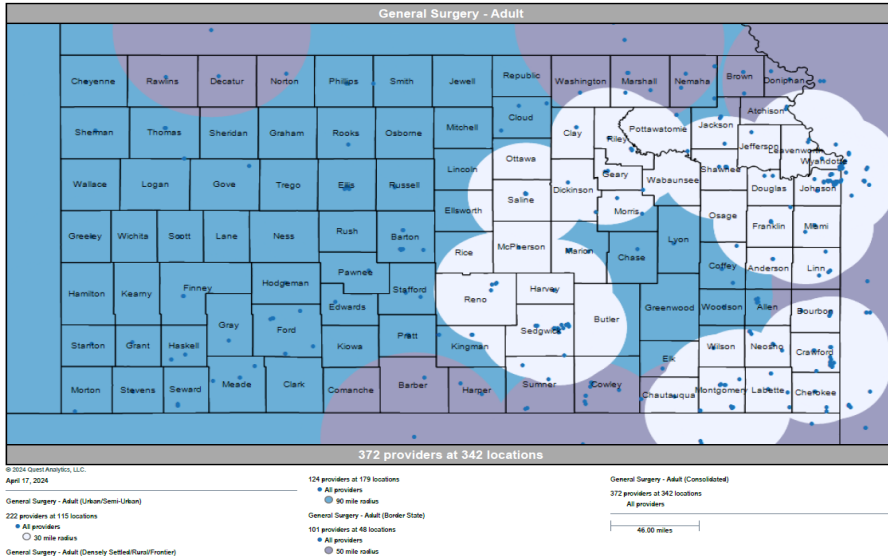 General Surgery - Adult
Cheyenne Rawlins Decatur Norton Phillips Smith Jewell Republic Washington Marshall Nemaha Brown Doniphan
Cloud Atchison
Sherman Thomas Sheridan Graham Rooks Osborne Mitchell Clay Riley Pottawatomie Jackson Jefferson Leavenworth
Ottawa Wyandotte
Wallace Logan Gove Trego Ellis Russell Lincoln Dickinson Geary Wabaunsee Shawnee Douglas Johnson
Saline Morris Osage
Ellsworth
Greeley Wichita Scott Lane Ness Rush Barton McPherson Marion Chase Lyon Franklin Miami
Rice
Hamilton Kearny Finney Hodgeman Pawnee Stafford Reno Harvey Coffey Anderson Linn
Edwards Butler Greenwood Woodson Allen Bourbon
Gray Ford
Stanton Grant Haskell Kiowa Pratt Kingman Sedgwick Elk Wilson Neosho Crawford
Morton Stevens Seward Meade Clark Comanche Barber Harper Sumner Cowley Chautauqua Montgomery Labette Cherokee
372 providers at 342 locations
© 2024 Quest Analytics, LLC.
April 17, 2024
General Surgery - Adult (Urban/Semi-Urban)
222 providers at 115 locations
All providers
30 mile radius
General Surgery - Adult (Densely Settled/Rural/Frontier)
124 providers at 179 locations
All providers
90 mile radius
General Surgery - Adult (Border State)
101 providers at 48 locations
All providers
50 mile radius
General Surgery - Adult (Consolidated)
372 providers at 342 locations
All providers
46.00 miles